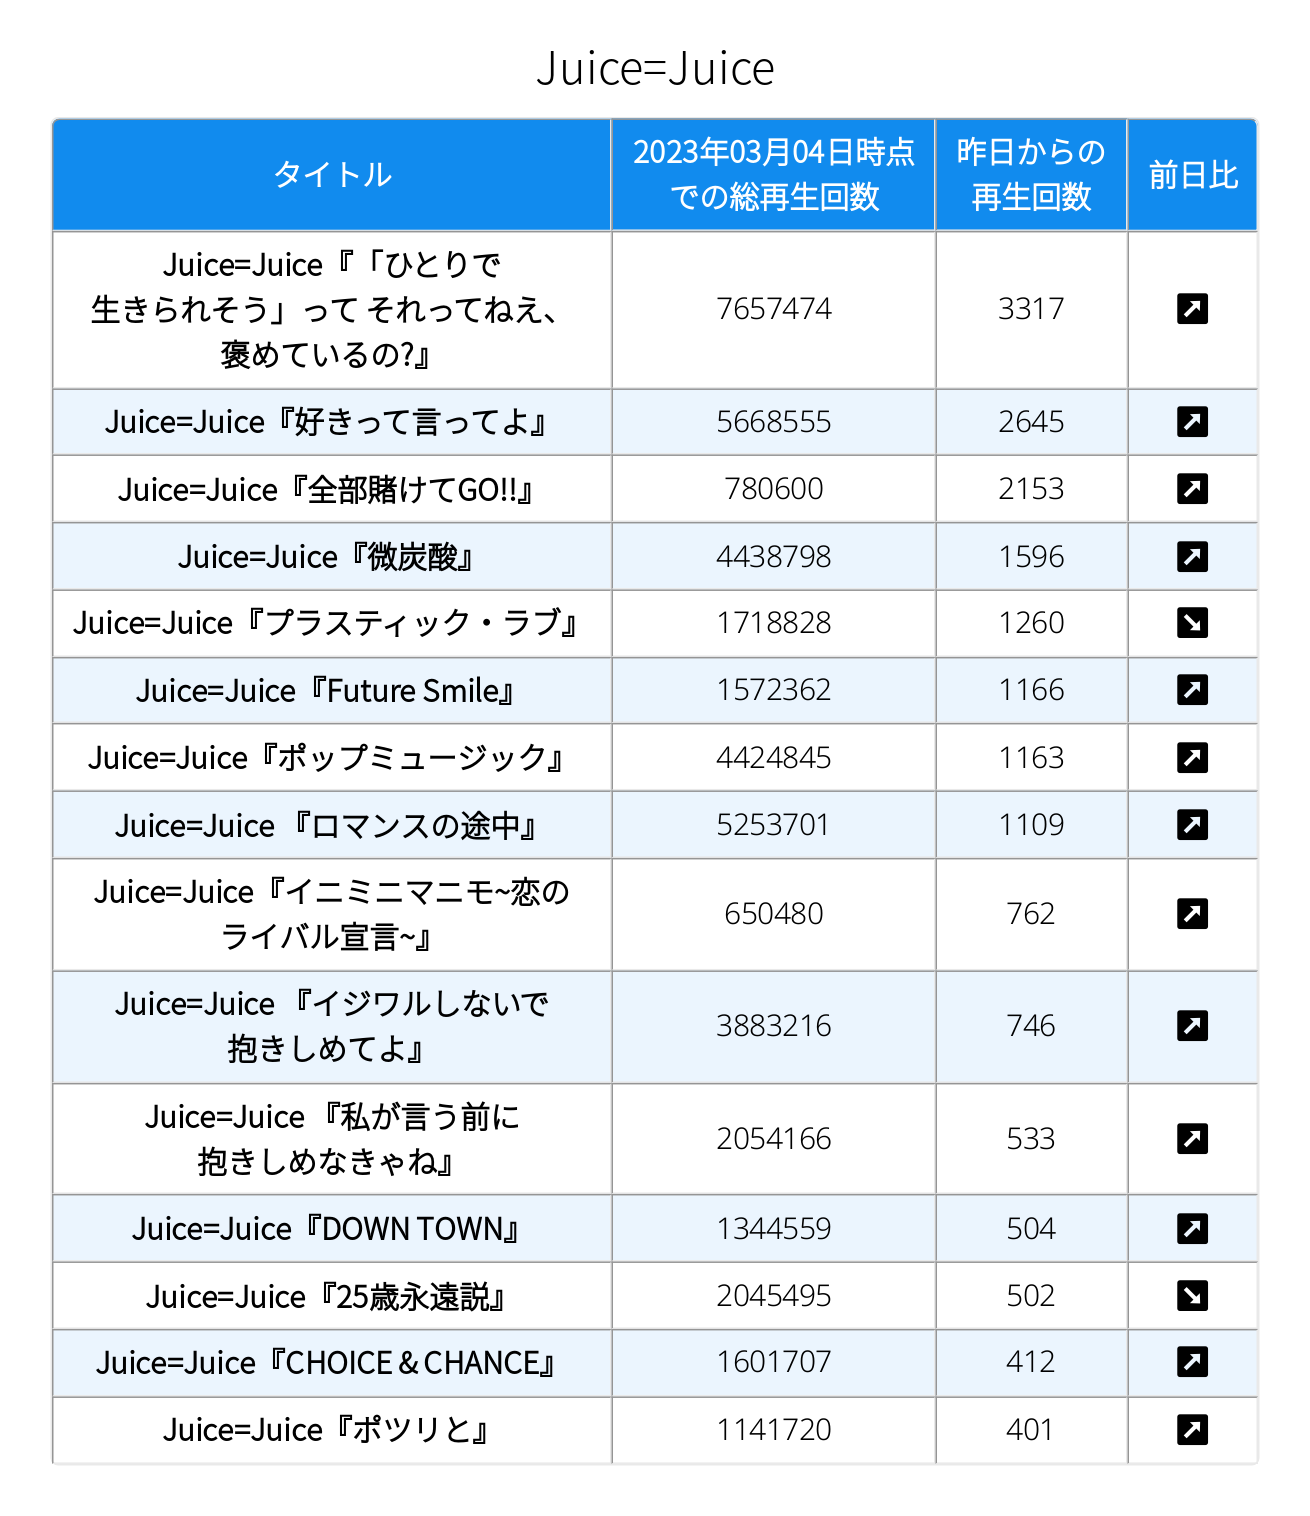 Juice=Juice
タイトル
2023年03月04日時点
での総再生回数
昨日からの
再生回数
前日比
Juice=Juice『「ひとりで
生きられそう」って それってねえ、
褒めているの?』
7657474
3317
Juice=Juice『好きって言ってよ』
5668555
2645
Juice=Juice『全部賭けてGO!!』
780600
2153
Juice=Juice『微炭酸』
4438798
1596
Juice=Juice『プラスティック・ラブ』
1718828
1260
Juice=Juice『Future Smile』
1572362
1166
Juice=Juice『ポップミュージック』
4424845
1163
Juice=Juice 『ロマンスの途中』
5253701
1109
Juice=Juice『イニミニマニモ~恋の
ライバル宣言~』
650480
762
Juice=Juice 『イジワルしないで
抱きしめてよ』
3883216
746
Juice=Juice 『私が言う前に
抱きしめなきゃね』
2054166
533
Juice=Juice『DOWN TOWN』
1344559
504
Juice=Juice『25歳永遠説』
2045495
502
Juice=Juice『CHOICE & CHANCE』
1601707
412
Juice=Juice『ポツリと』
1141720
401